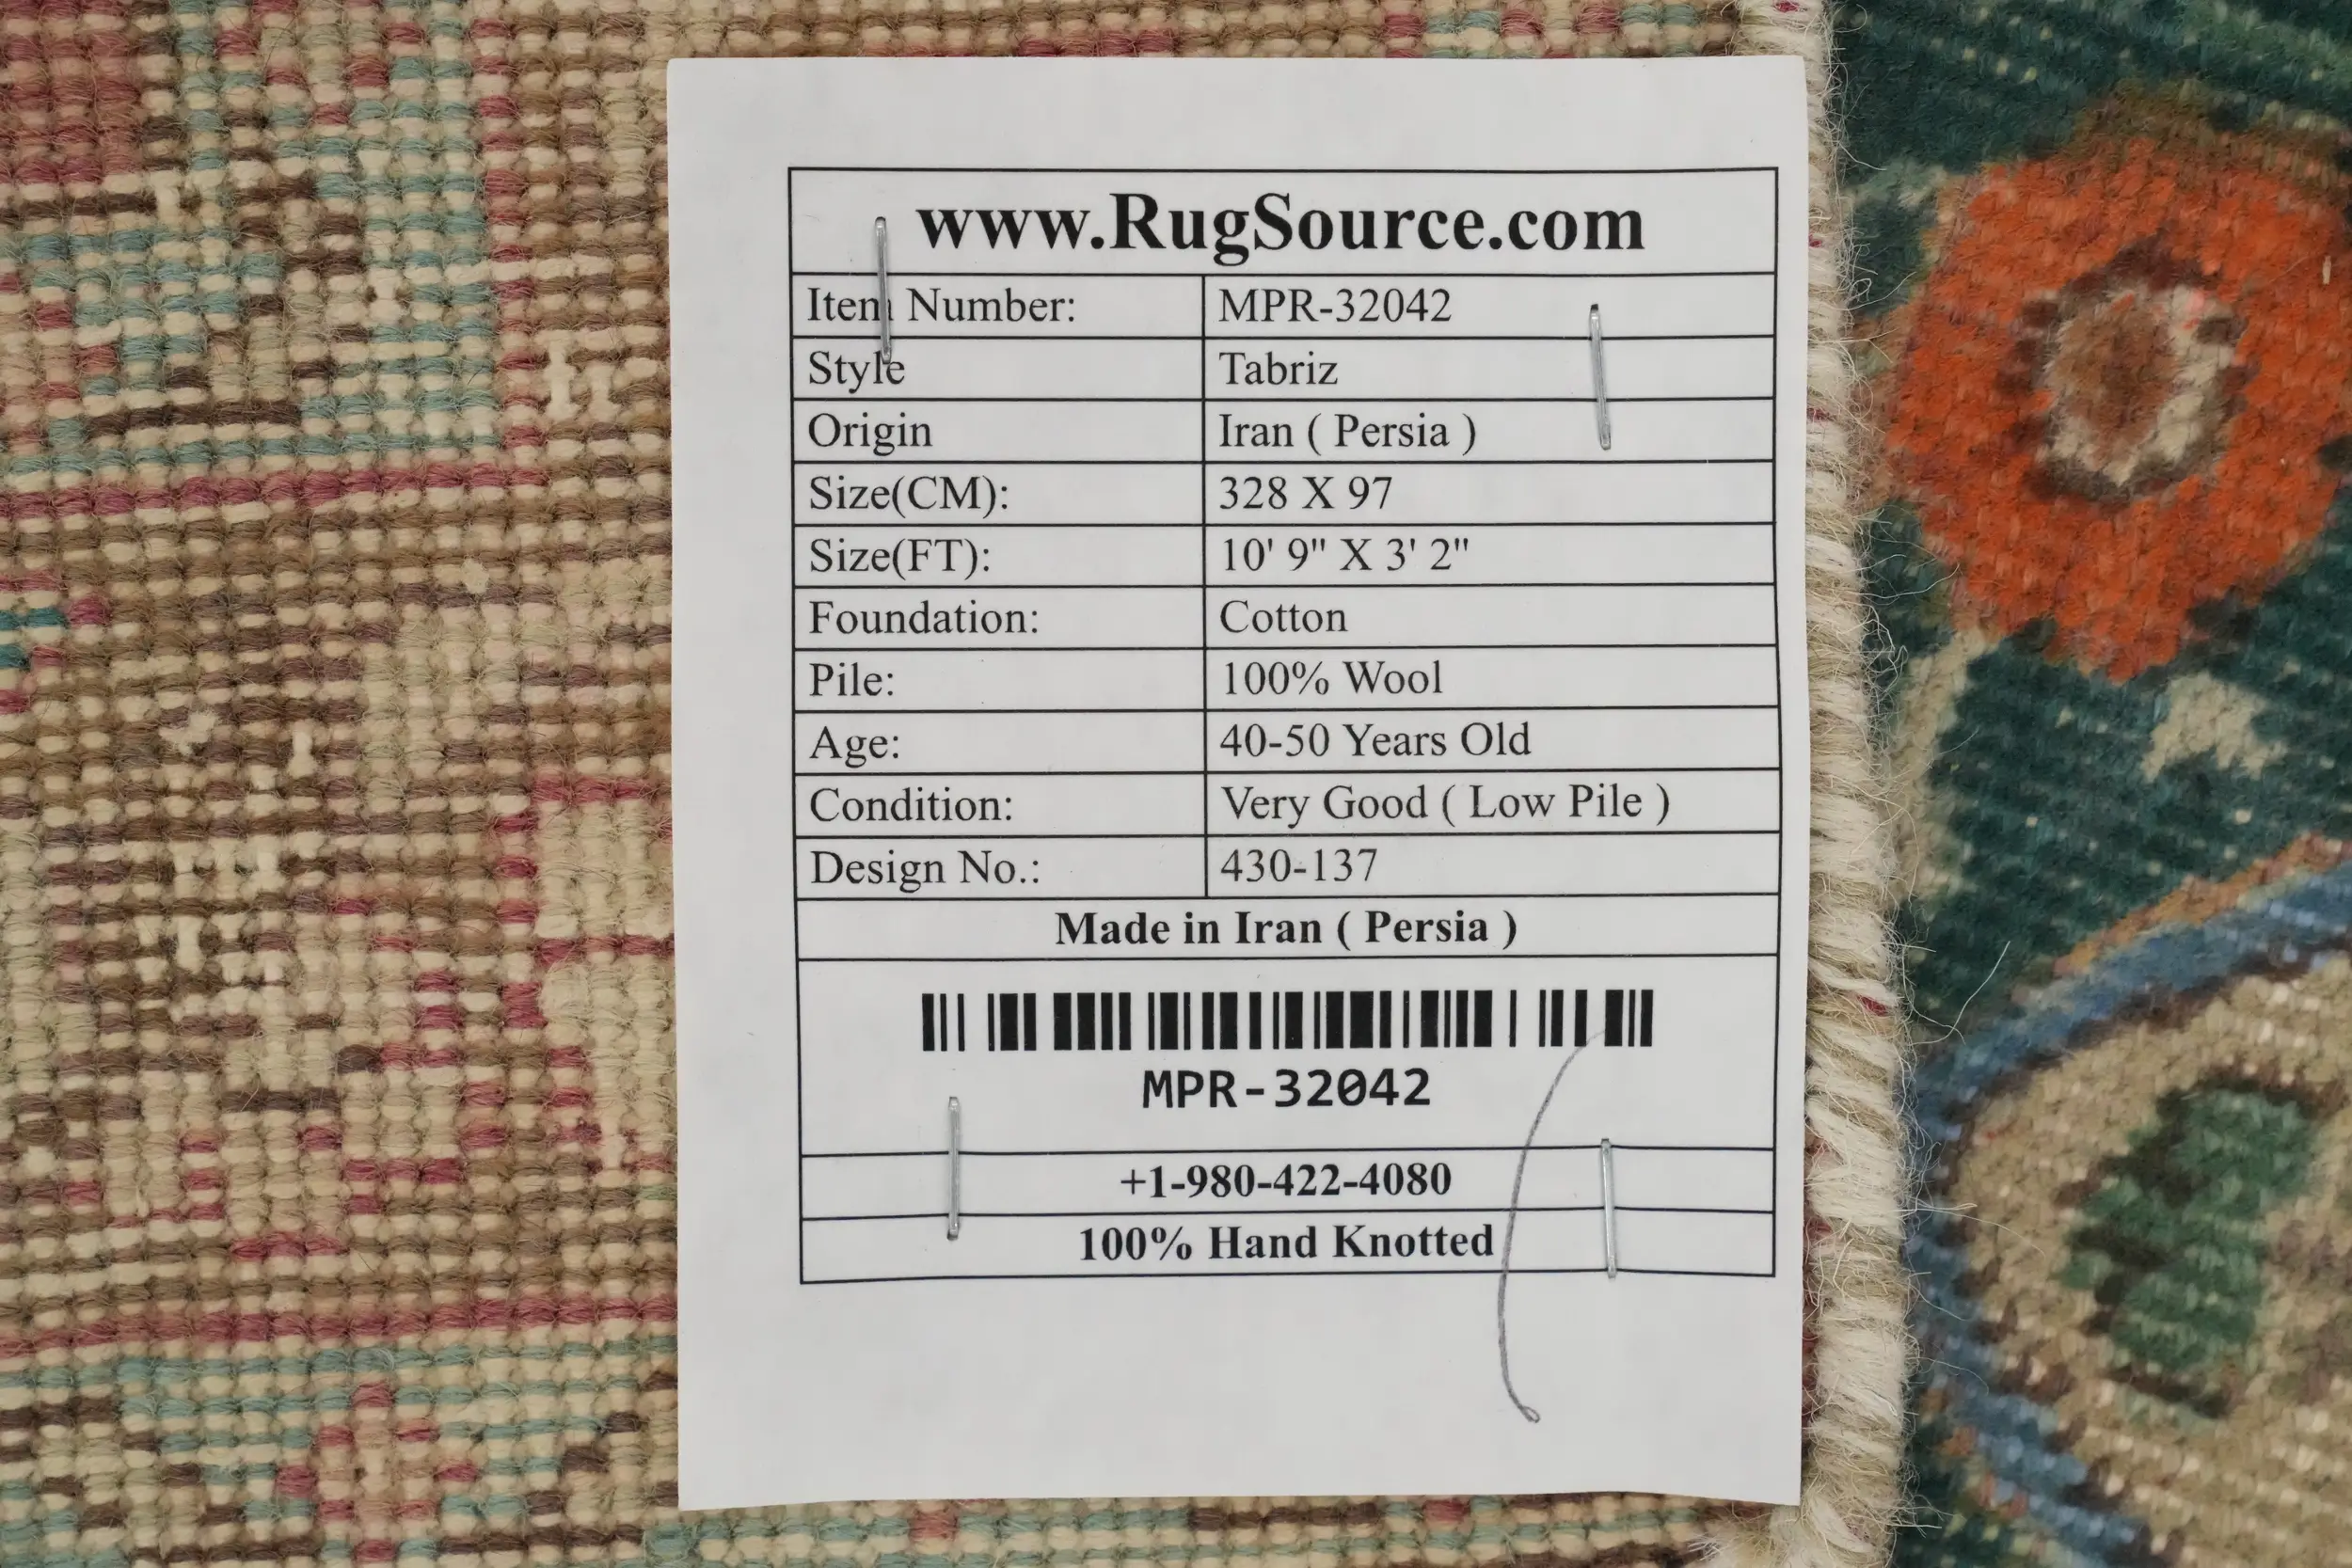 www.RugSource.com
Item Number: MPR-32042
Style Tabriz
Origin Iran ( Persia )
Size(CM): 328 X 97
Size(FT): 10' 9" X 3' 2"
Foundation: Cotton
Pile: 100% Wool
Age: 40-50 Years Old
Condition: Very Good ( Low Pile )
Design No.: 430-137
Made in Iran ( Persia )
MPR-32042
+1-980-422-4080
100% Hand Knotted